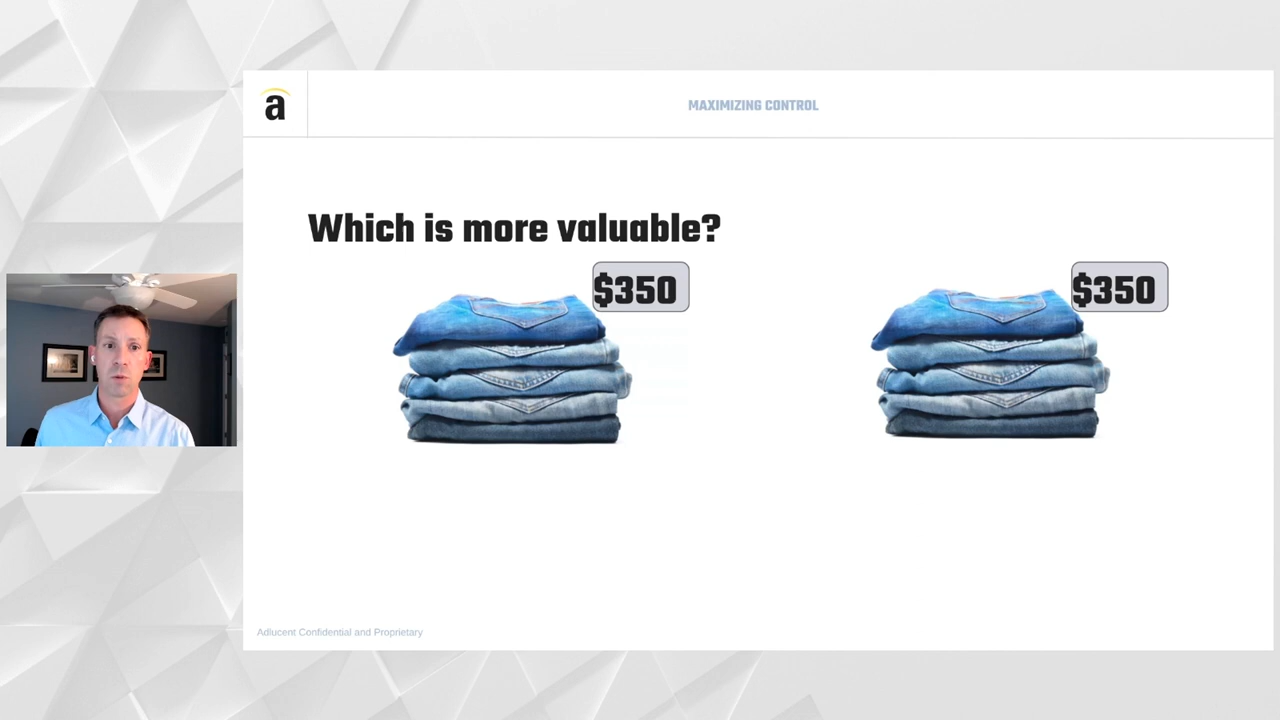 a
MAXIMIZING CONTROL
Which is more valuable?
$350
$350
Adlucent Confidential and Proprietary